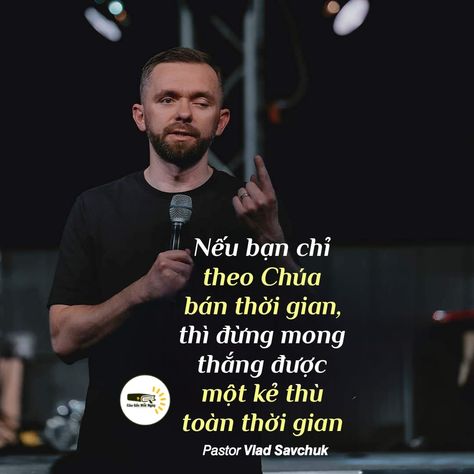 Nếu bạn chỉ
theo Chúa
bán thời gian,
thì đừng mong
thắng được
một kẻ thù
toàn thời gian
Pastor Vlad Savchuk